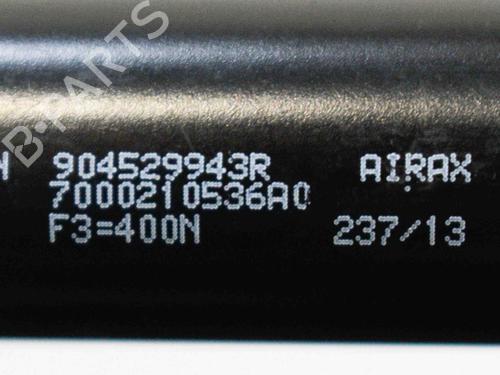 B-PARTS
904529943R AIRAX
7000210536A0
F3=400N 237/13